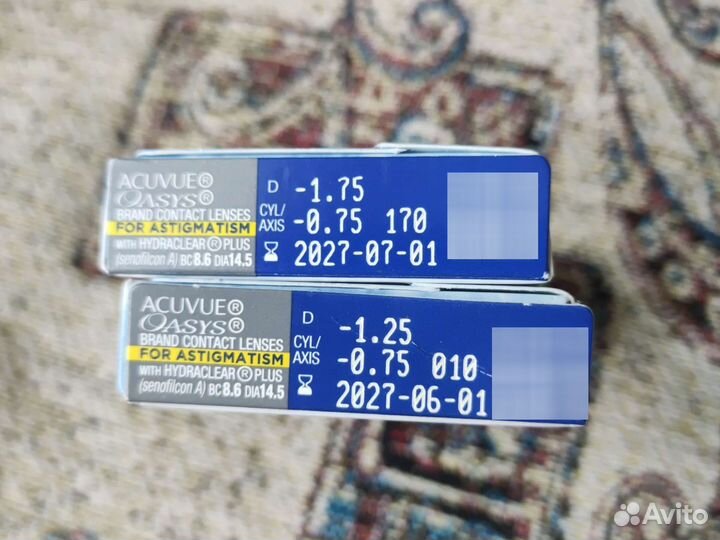 ACUVUE®
OASYS®
BRAND CONTACT LENSES
FOR ASTIGMATISM
WITH HYDRACLEAR® PLUS
(senofilcon A) BC 8.6 DIA 14.5
D -1.75
CYL/AXIS -0.75 170
2027-07-01
ACUVUE®
OASYS®
BRAND CONTACT LENSES
FOR ASTIGMATISM
WITH HYDRACLEAR® PLUS
(senofilcon A) BC 8.6 DIA 14.5
D -1.25
CYL/AXIS -0.75 010
2027-06-01
Avito